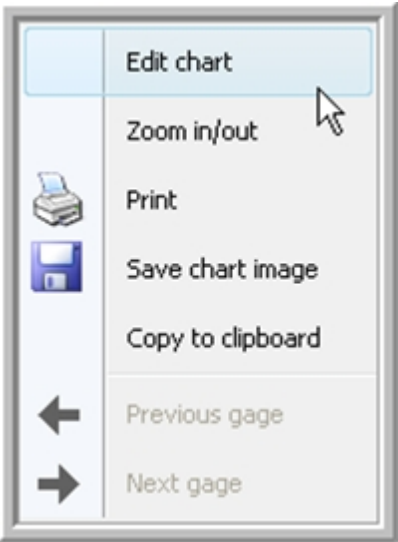 Edit chart
Zoom in/out
Print
Save chart image
Copy to clipboard
Previous gage
Next gage